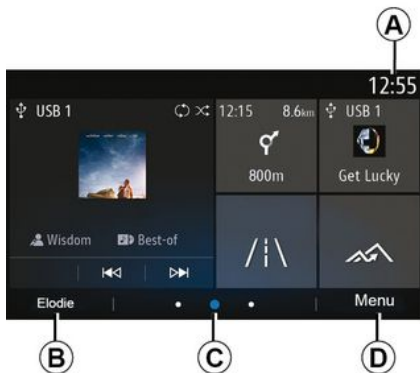 A
12:55
USB 1
12:15 8.6km
USB 1
800m
Get Lucky
Wisdom Best-of
Elodie
Menu
B
C
D